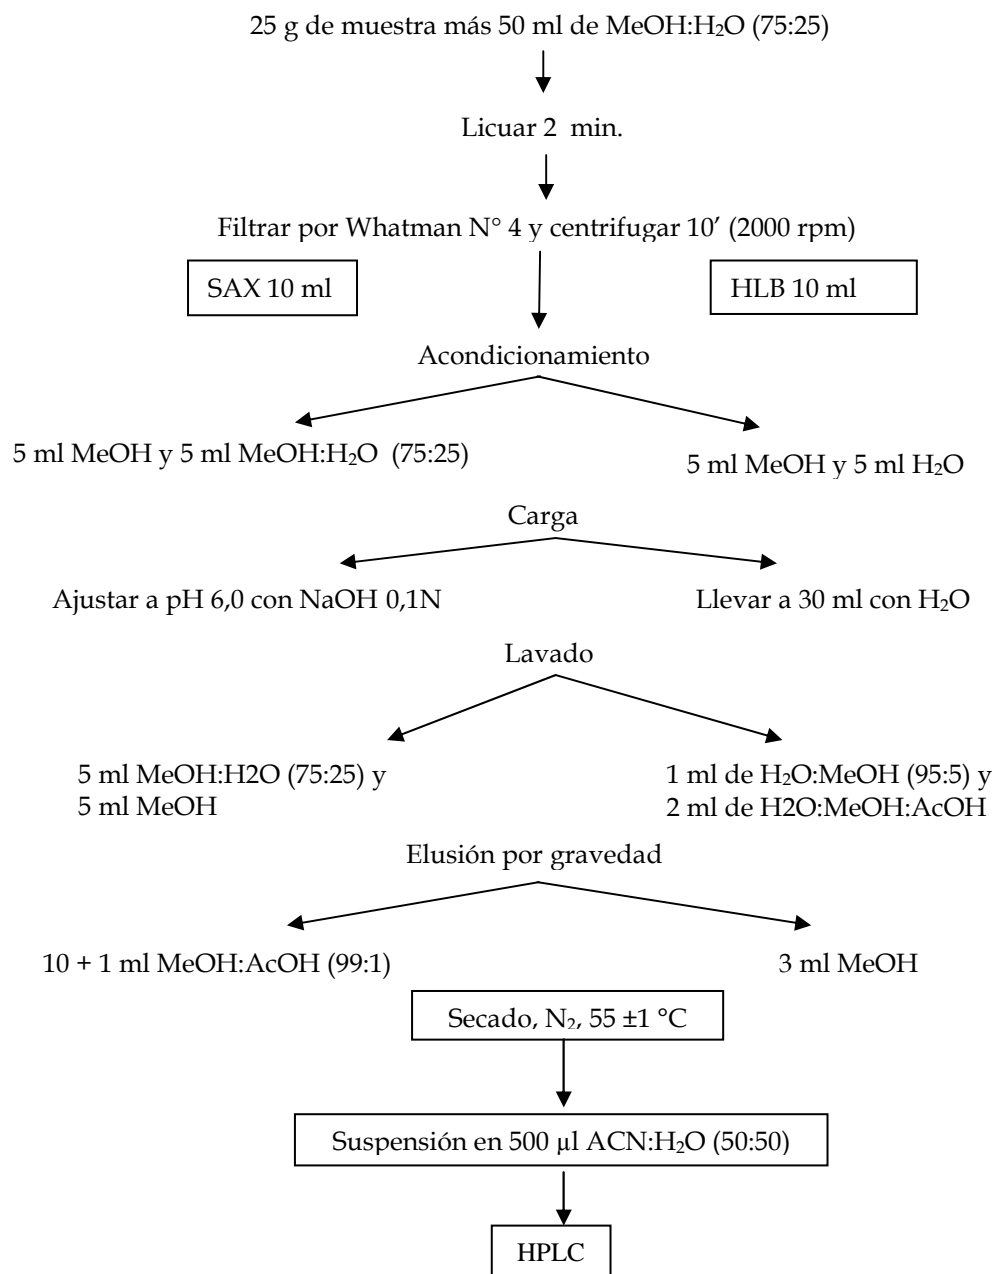 25 g de muestra más 50 ml de MeOH:H₂O (75:25)
Licuar 2 min.
Filtrar por Whatman N° 4 y centrifugar 10’ (2000 rpm)
SAX 10 ml
HLB 10 ml
Acondicionamiento
5 ml MeOH y 5 ml MeOH:H₂O (75:25)
5 ml MeOH y 5 ml H₂O
Carga
Ajustar a pH 6,0 con NaOH 0,1N
Llevar a 30 ml con H₂O
Lavado
5 ml MeOH:H2O (75:25) y
5 ml MeOH
1 ml de H₂O:MeOH (95:5) y
2 ml de H2O:MeOH:AcOH
Elusión por gravedad
10 + 1 ml MeOH:AcOH (99:1)
3 ml MeOH
Secado, N₂, 55 ±1 °C
Suspensión en 500 µl ACN:H₂O (50:50)
HPLC